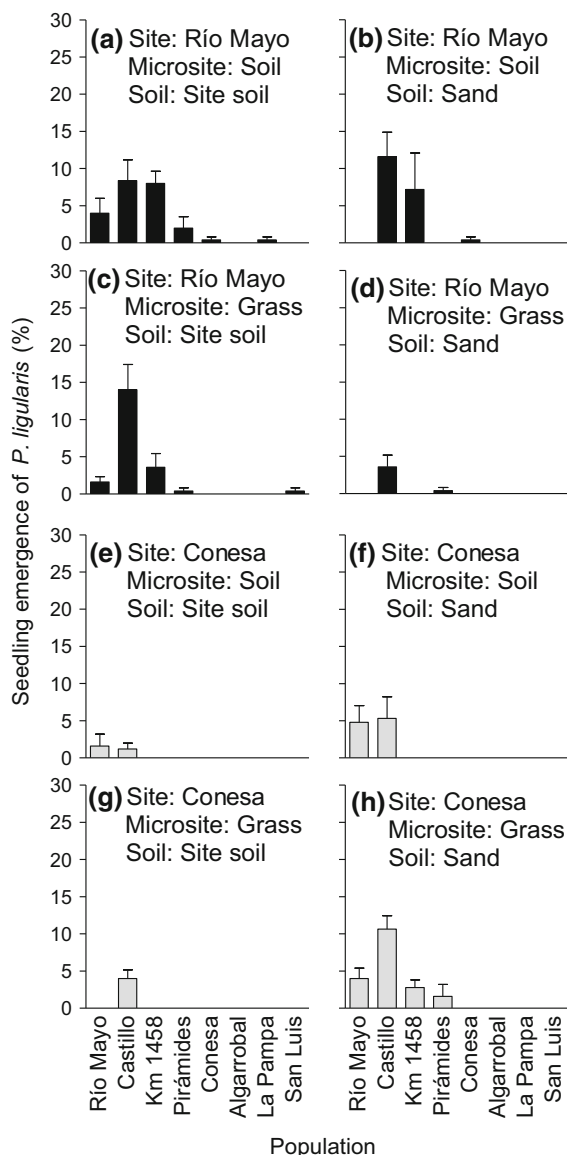 Seedling emergence of P. ligularis (%)
30
25
20
15
10
5
0
(a) Site: Río Mayo
Microsite: Soil
Soil: Site soil
(b) Site: Río Mayo
Microsite: Soil
Soil: Sand
30
25
20
15
10
5
0
(c) Site: Río Mayo
Microsite: Grass
Soil: Site soil
(d) Site: Río Mayo
Microsite: Grass
Soil: Sand
30
25
20
15
10
5
0
(e) Site: Conesa
Microsite: Soil
Soil: Site soil
(f) Site: Conesa
Microsite: Soil
Soil: Sand
30
25
20
15
10
5
0
(g) Site: Conesa
Microsite: Grass
Soil: Site soil
(h) Site: Conesa
Microsite: Grass
Soil: Sand
Río Mayo
Castillo
Km 1458
Pirámides
Conesa
Algarrobal
La Pampa
San Luis
Río Mayo
Castillo
Km 1458
Pirámides
Conesa
Algarrobal
La Pampa
San Luis
Population